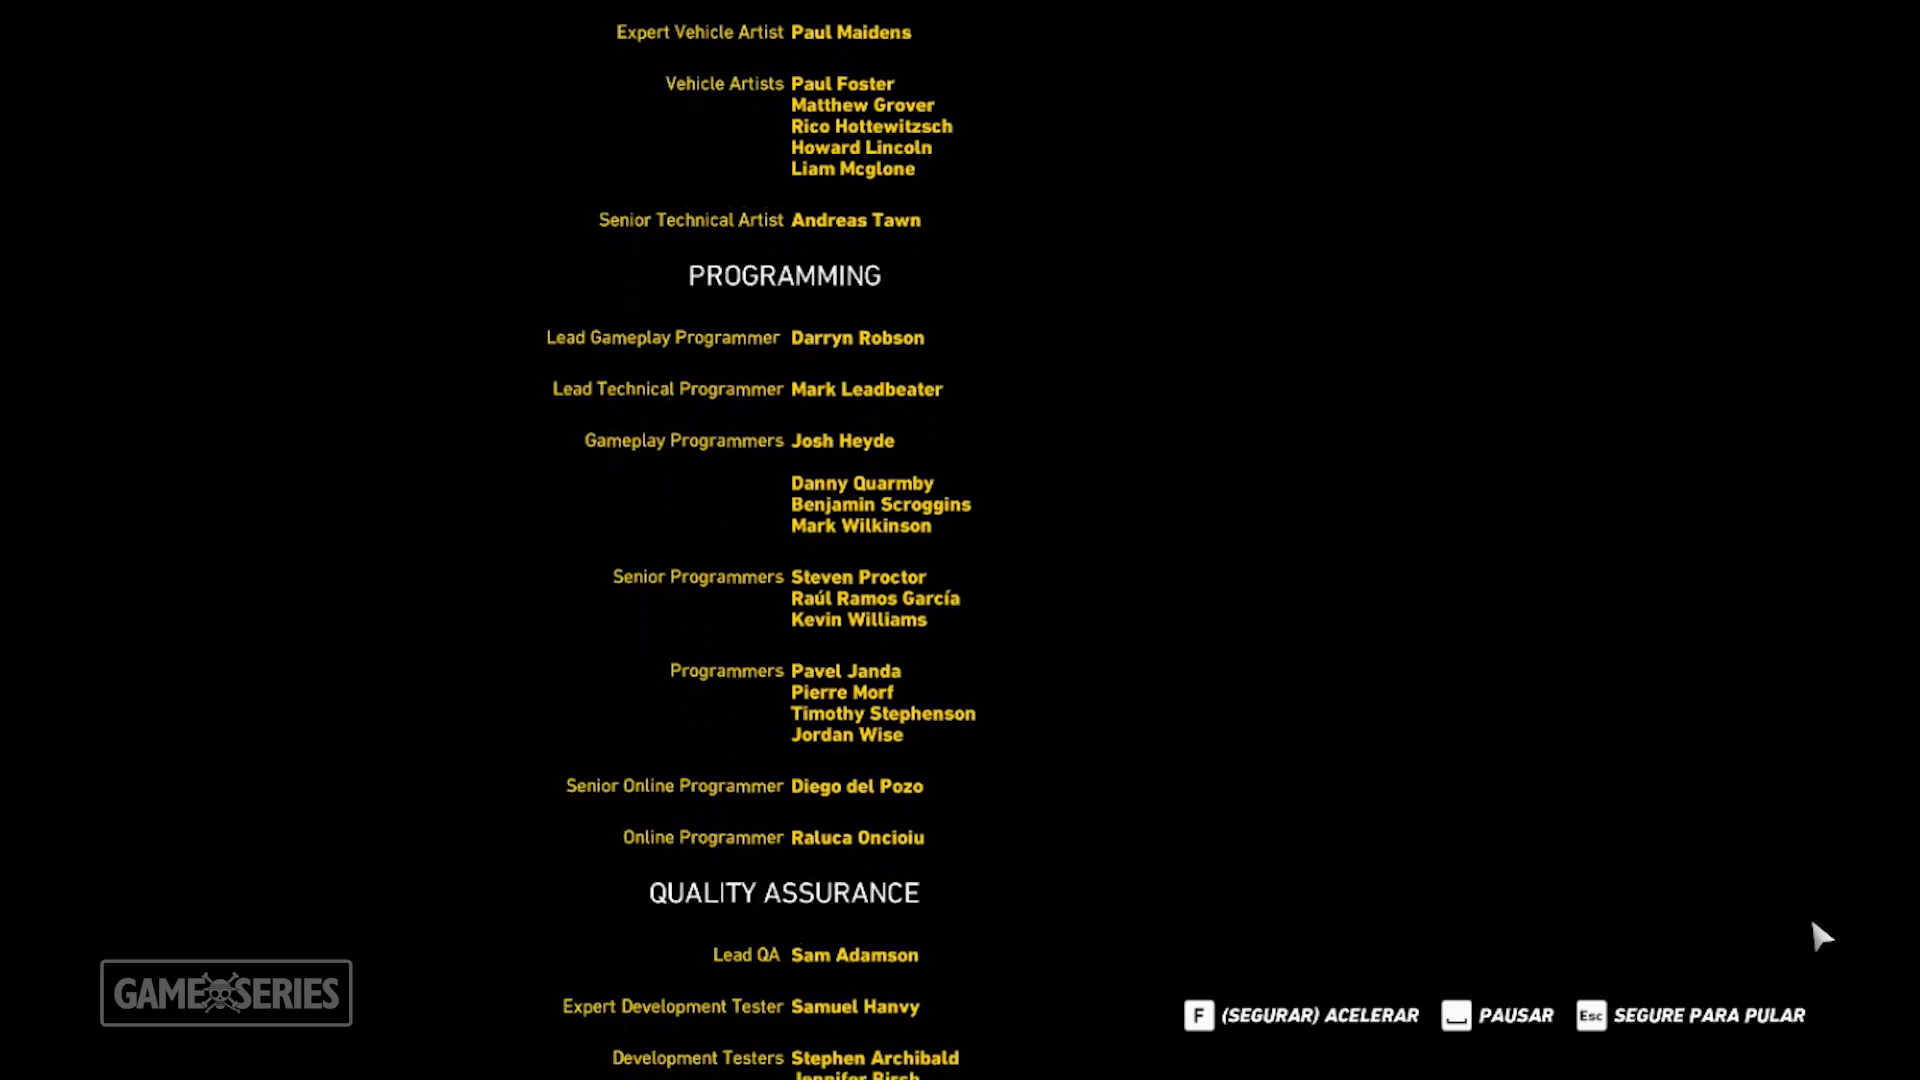 Expert Vehicle Artist Paul Maidens
Vehicle Artists Paul Foster
Matthew Grover
Rico Hottewitzsch
Howard Lincoln
Liam Mcglone
Senior Technical Artist Andreas Tawn
PROGRAMMING
Lead Gameplay Programmer Darryn Robson
Lead Technical Programmer Mark Leadbeater
Gameplay Programmers Josh Heyde
Danny Quarmby
Benjamin Scroggins
Mark Wilkinson
Senior Programmers Steven Proctor
Raúl Ramos García
Kevin Williams
Programmers Pavel Janda
Pierre Morf
Timothy Stephenson
Jordan Wise
Senior Online Programmer Diego del Pozo
Online Programmer Raluca Oncioiu
QUALITY ASSURANCE
Lead QA Sam Adamson
Expert Development Tester Samuel Hanvy
Development Testers Stephen Archibald
Jennifer Birch
GAME SERIES
F (SEGURAR) ACELERAR PAUSAR Esc SEGURE PARA PULAR